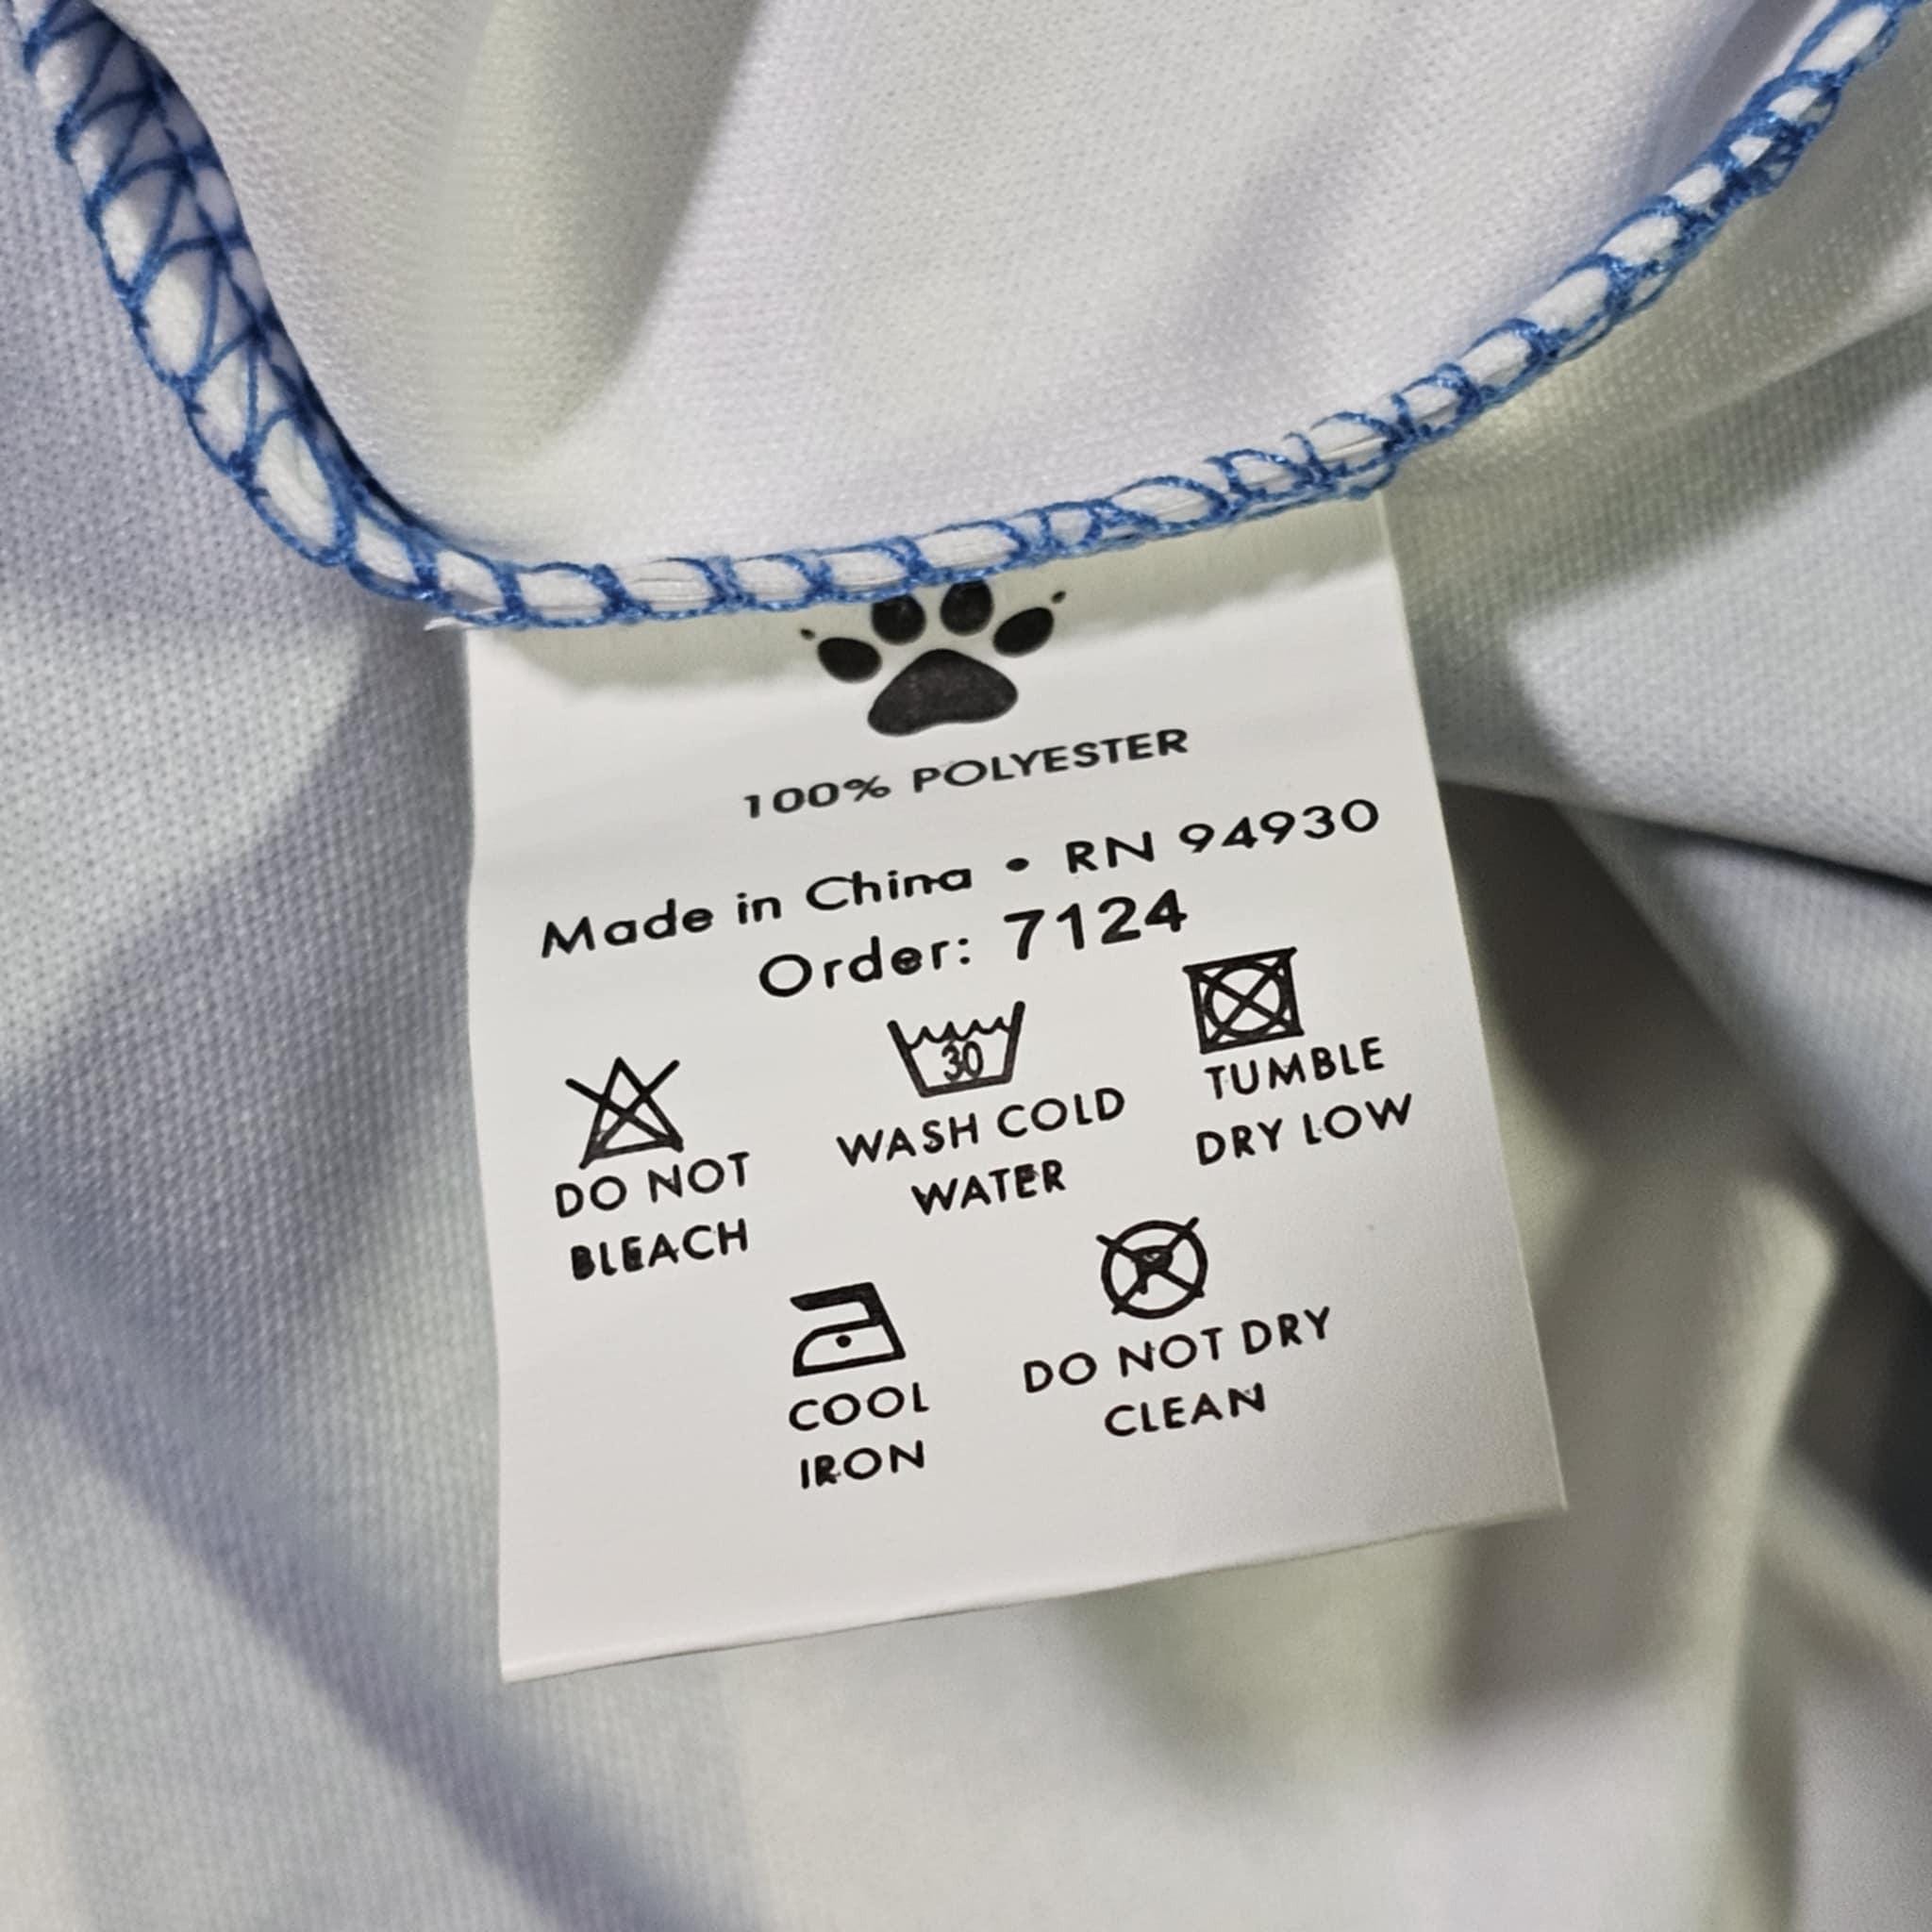 100% POLYESTER
Made in China • RN 94930
Order: 7124
DO NOT
BLEACH
30
WASH COLD
WATER
TUMBLE
DRY LOW
COOL
IRON
P
DO NOT DRY
CLEAN